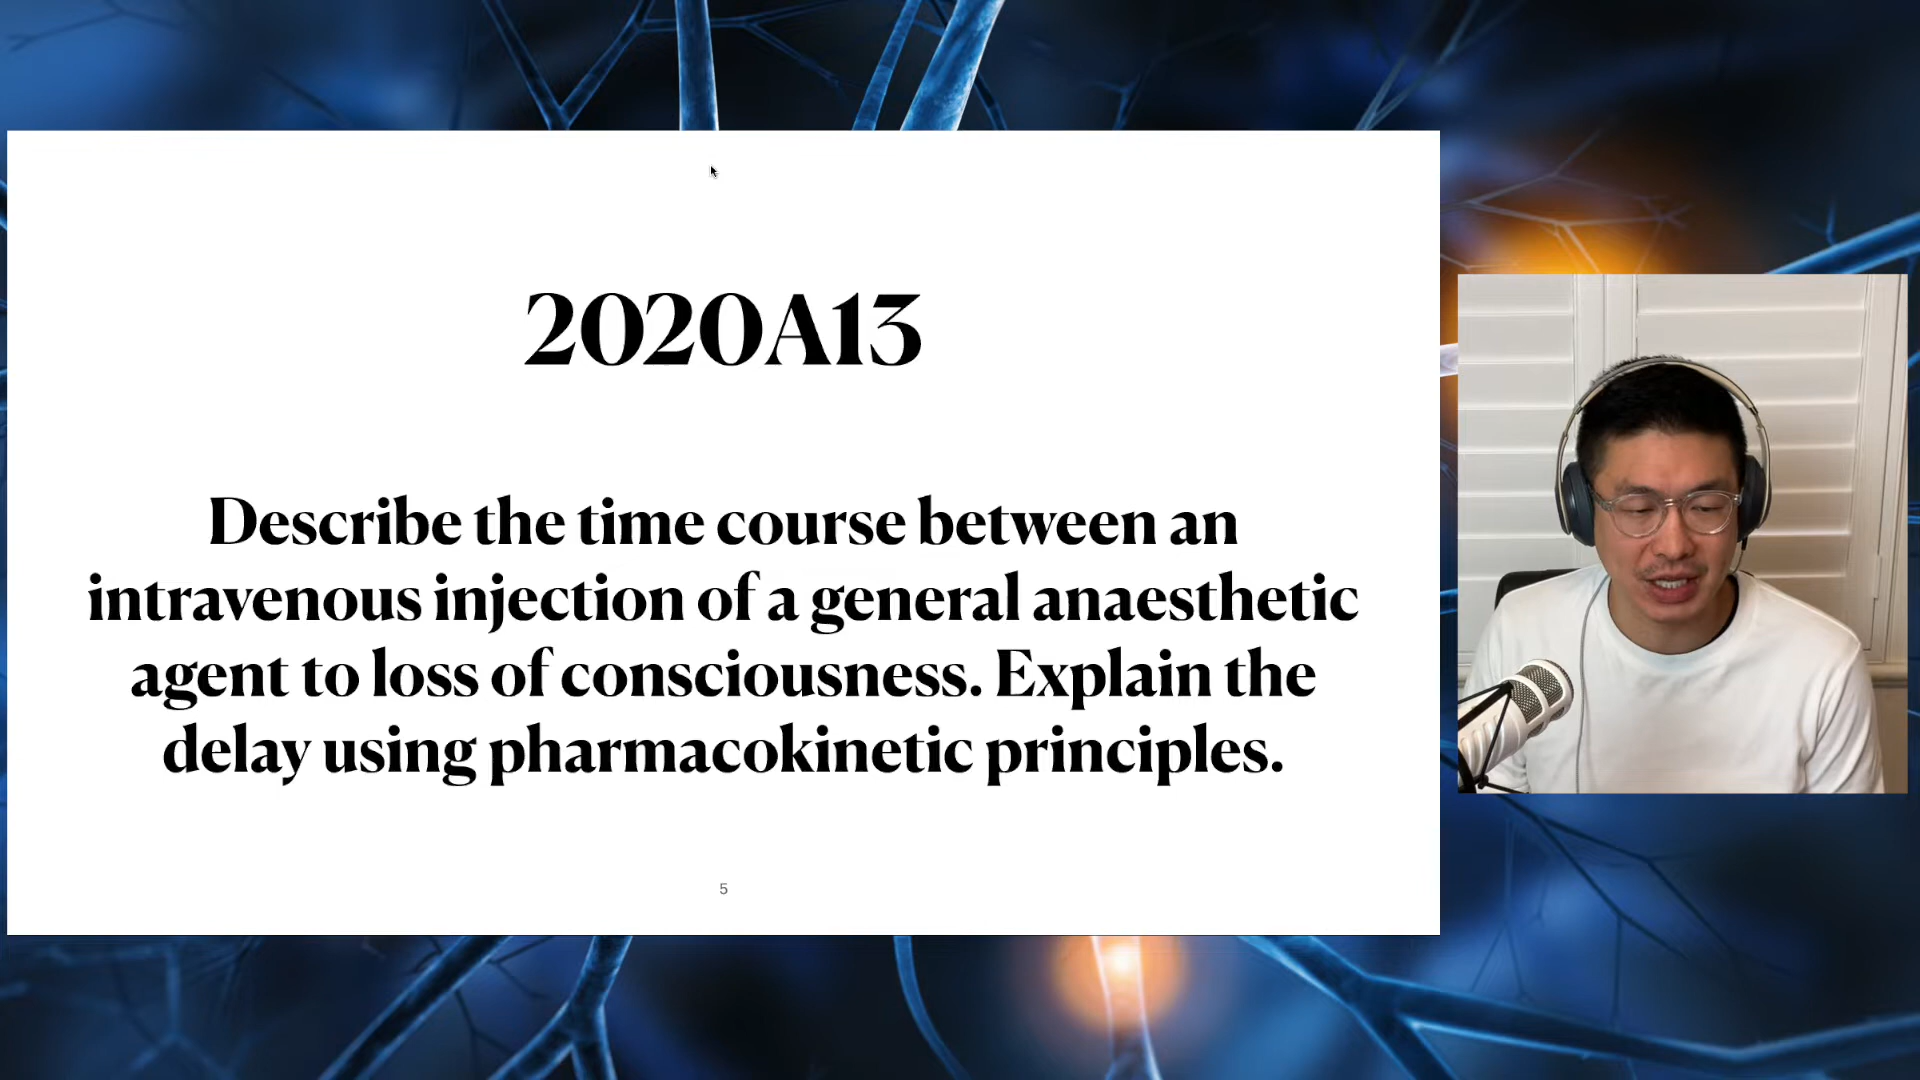 2020A13
Describe the time course between an
intravenous injection of a general anaesthetic
agent to loss of consciousness. Explain the
delay using pharmacokinetic principles.
5